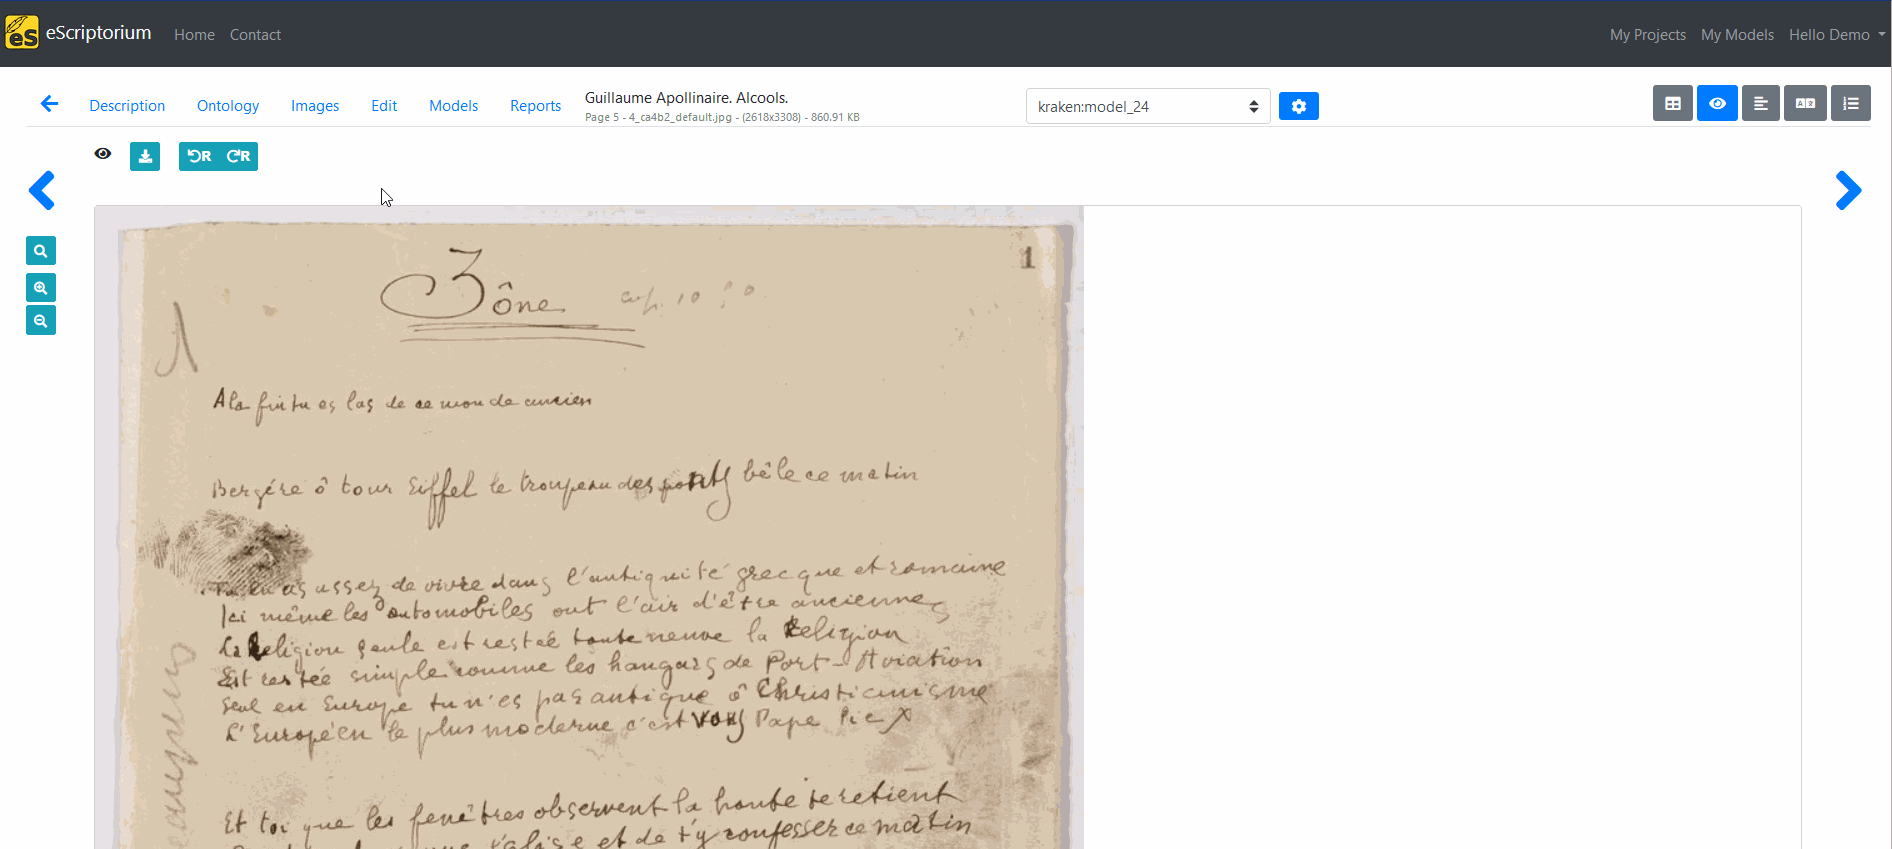 eScriptorium
Home
Contact
My Projects
My Models
Hello Demo
Description
Ontology
Images
Edit
Models
Reports
Guillaume Apollinaire. Alcools.
Page 5 - 4_ca4b2_default.jpg - (2618x3308) - 860.91 KB
kraken:model_24
R
R
1
Zône
A la fin tu es las de ce monde ancien
Bergère ô tour Eiffel le troupeau des ponts bêle ce matin
Tu en as assez de vivre dans l'antiquité grecque et romaine
Ici même les automobiles ont l'air d'être anciennes
La Religion seule est restée toute neuve la Religion
Est restée simple comme les hangars de Port-Aviation
Seul en Europe tu n'es pas antique ô Christianisme
L'Européen le plus moderne c'est vous Pape Pie X
Et toi que les fenêtres observent la honte te retient
et de t'y confesser ce matin